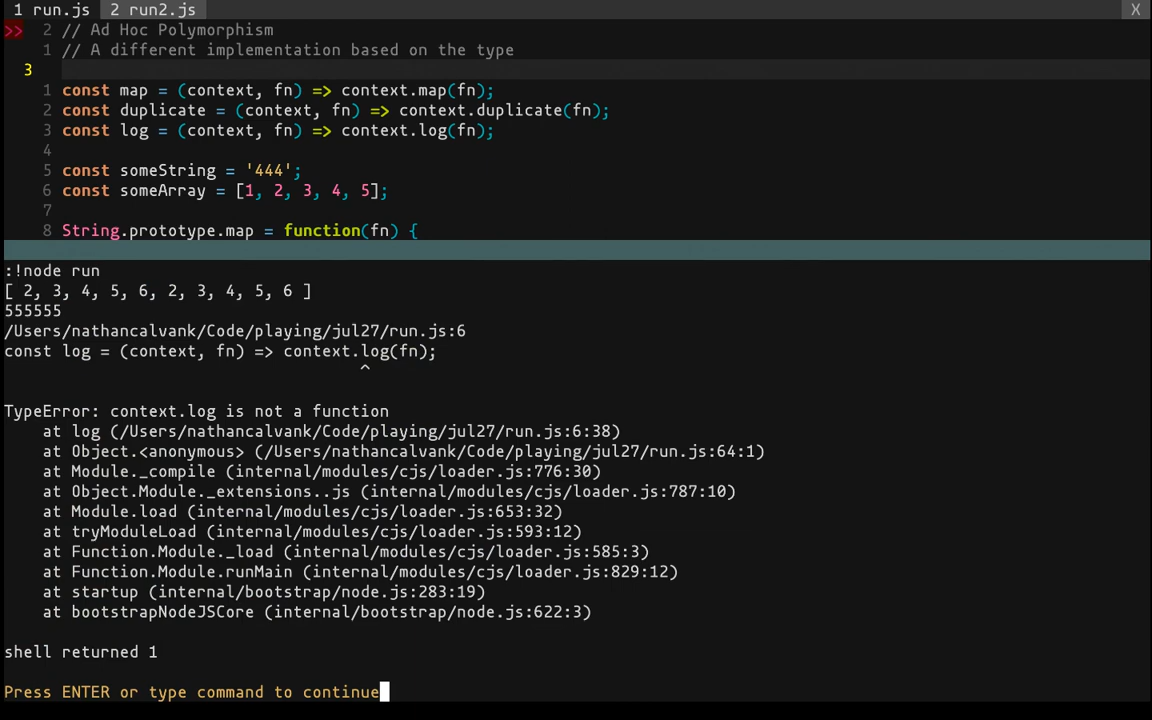 1 run.js  2 run2.js  X
>> 2 // Ad Hoc Polymorphism
1 // A different implementation based on the type
3
1 const map = (context, fn) => context.map(fn);
2 const duplicate = (context, fn) => context.duplicate(fn);
3 const log = (context, fn) => context.log(fn);
4
5 const someString = '444';
6 const someArray = [1, 2, 3, 4, 5];
7
8 String.prototype.map = function(fn) {
:!node run
[ 2, 3, 4, 5, 6, 2, 3, 4, 5, 6 ]
555555
/Users/nathancalvank/Code/playing/jul27/run.js:6
const log = (context, fn) => context.log(fn);
^
TypeError: context.log is not a function
at log (/Users/nathancalvank/Code/playing/jul27/run.js:6:38)
at Object.<anonymous> (/Users/nathancalvank/Code/playing/jul27/run.js:64:1)
at Module._compile (internal/modules/cjs/loader.js:776:30)
at Object.Module._extensions..js (internal/modules/cjs/loader.js:787:10)
at Module.load (internal/modules/cjs/loader.js:653:32)
at tryModuleLoad (internal/modules/cjs/loader.js:593:12)
at Function.Module._load (internal/modules/cjs/loader.js:585:3)
at Function.Module.runMain (internal/modules/cjs/loader.js:829:12)
at startup (internal/bootstrap/node.js:283:19)
at bootstrapNodeJSCore (internal/bootstrap/node.js:622:3)
shell returned 1
Press ENTER or type command to continue